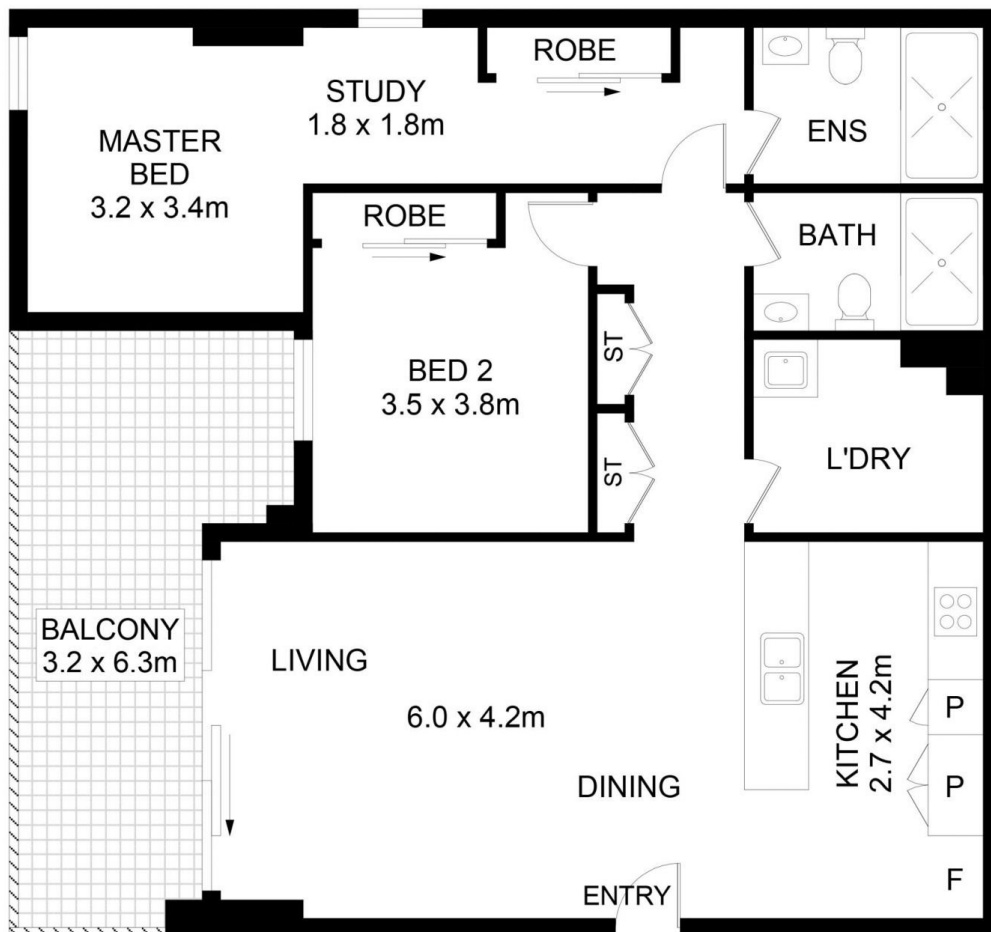 ROBE
STUDY
1.8 x 1.8m
MASTER
BED
3.2 x 3.4m
ENS
ROBE
BATH
ST
BED 2
3.5 x 3.8m
ST
L'DRY
BALCONY
3.2 x 6.3m
LIVING
6.0 x 4.2m
DINING
KITCHEN
2.7 x 4.2m
P
P
F
ENTRY